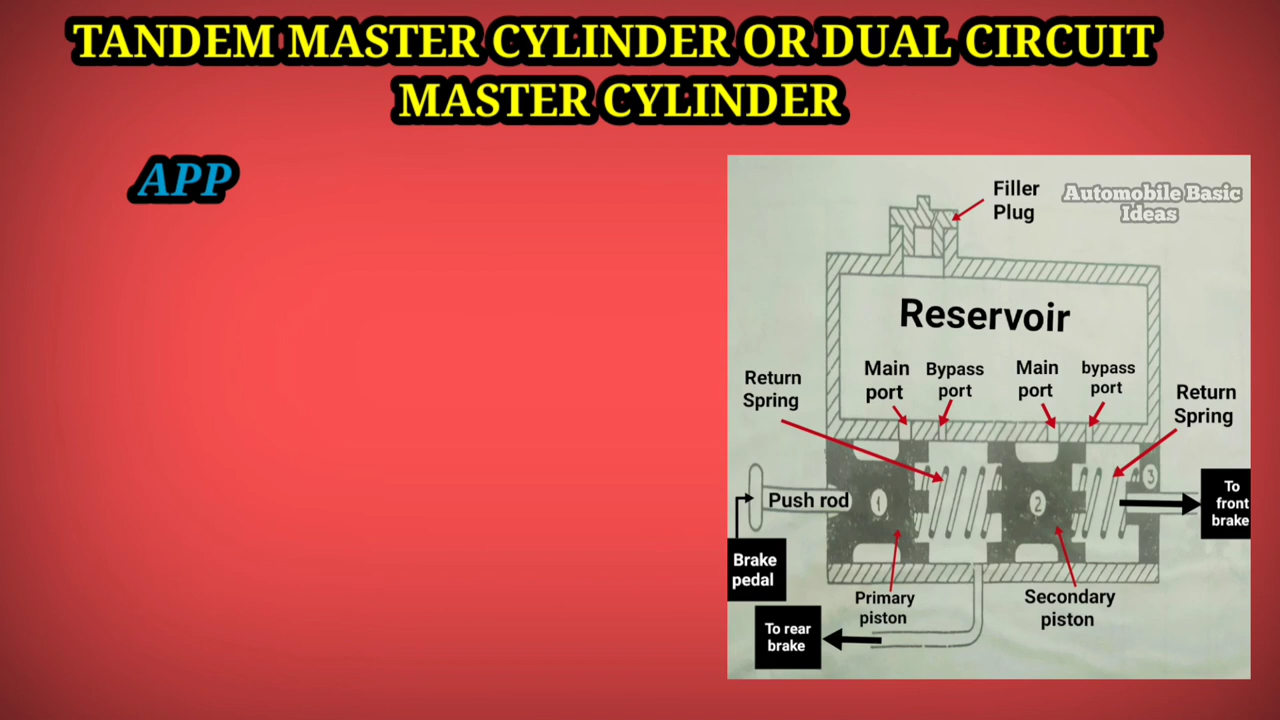 TANDEM MASTER CYLINDER OR DUAL CIRCUIT
MASTER CYLINDER
APP
Automobile Basic
Ideas
Filler
Plug
Reservoir
Main
port
Bypass
port
Main
port
bypass
port
Return
Spring
Return
Spring
Push rod
1
2
3
To
front
brake
Brake
pedal
Primary
piston
Secondary
piston
To rear
brake